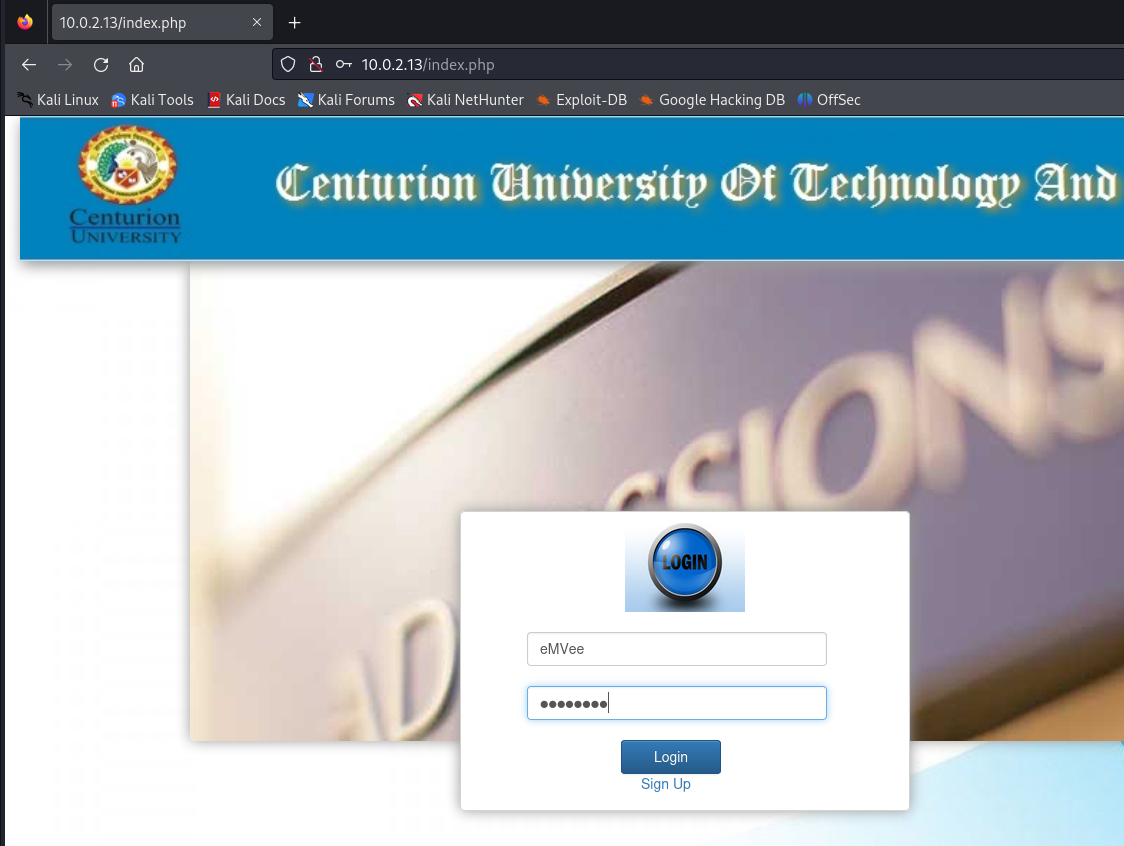 10.0.2.13/index.php
10.0.2.13/index.php
Kali Linux Kali Tools Kali Docs Kali Forums Kali NetHunter Exploit-DB Google Hacking DB OffSec
Centurion
UNIVERSITY
Centurion University Of Technology And
SSIONS
AD
LOGIN
eMVee
Login
Sign Up